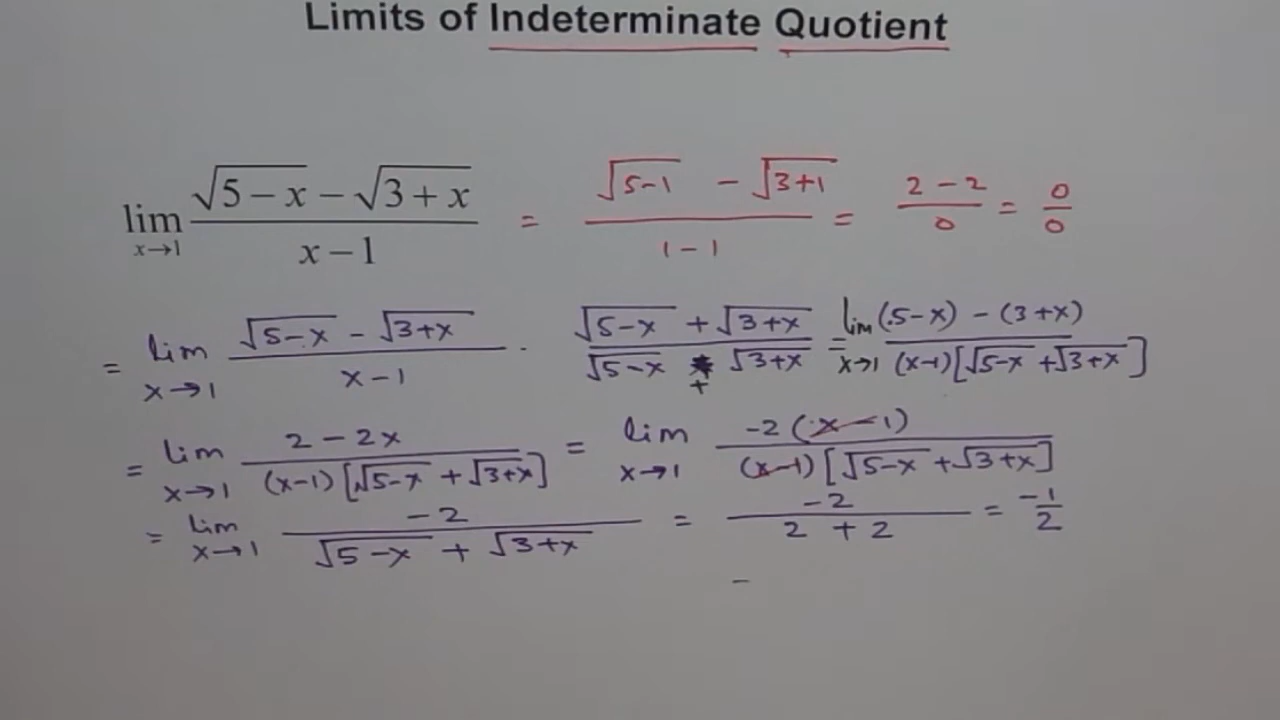 Limits of Indeterminate Quotient
lim x→1 (√(5−x) − √(3+x)) / (x−1) = (√(5-1) − √(3+1)) / (1-1) = (2-2)/0 = 0/0
= lim x→1 (√(5-x) − √(3+x)) / (x-1) · (√(5-x) + √(3+x)) / (√(5-x) + √(3+x)) = lim x→1 ((5-x) − (3+x)) / ((x-1)[√(5-x) + √(3+x)])
= lim x→1 (2-2x) / ((x-1)[√(5-x) + √(3+x)]) = lim x→1 -2(x-1) / ((x-1)[√(5-x) + √(3+x)])
= lim x→1 -2 / (√(5-x) + √(3+x)) = -2 / (2+2) = -1/2